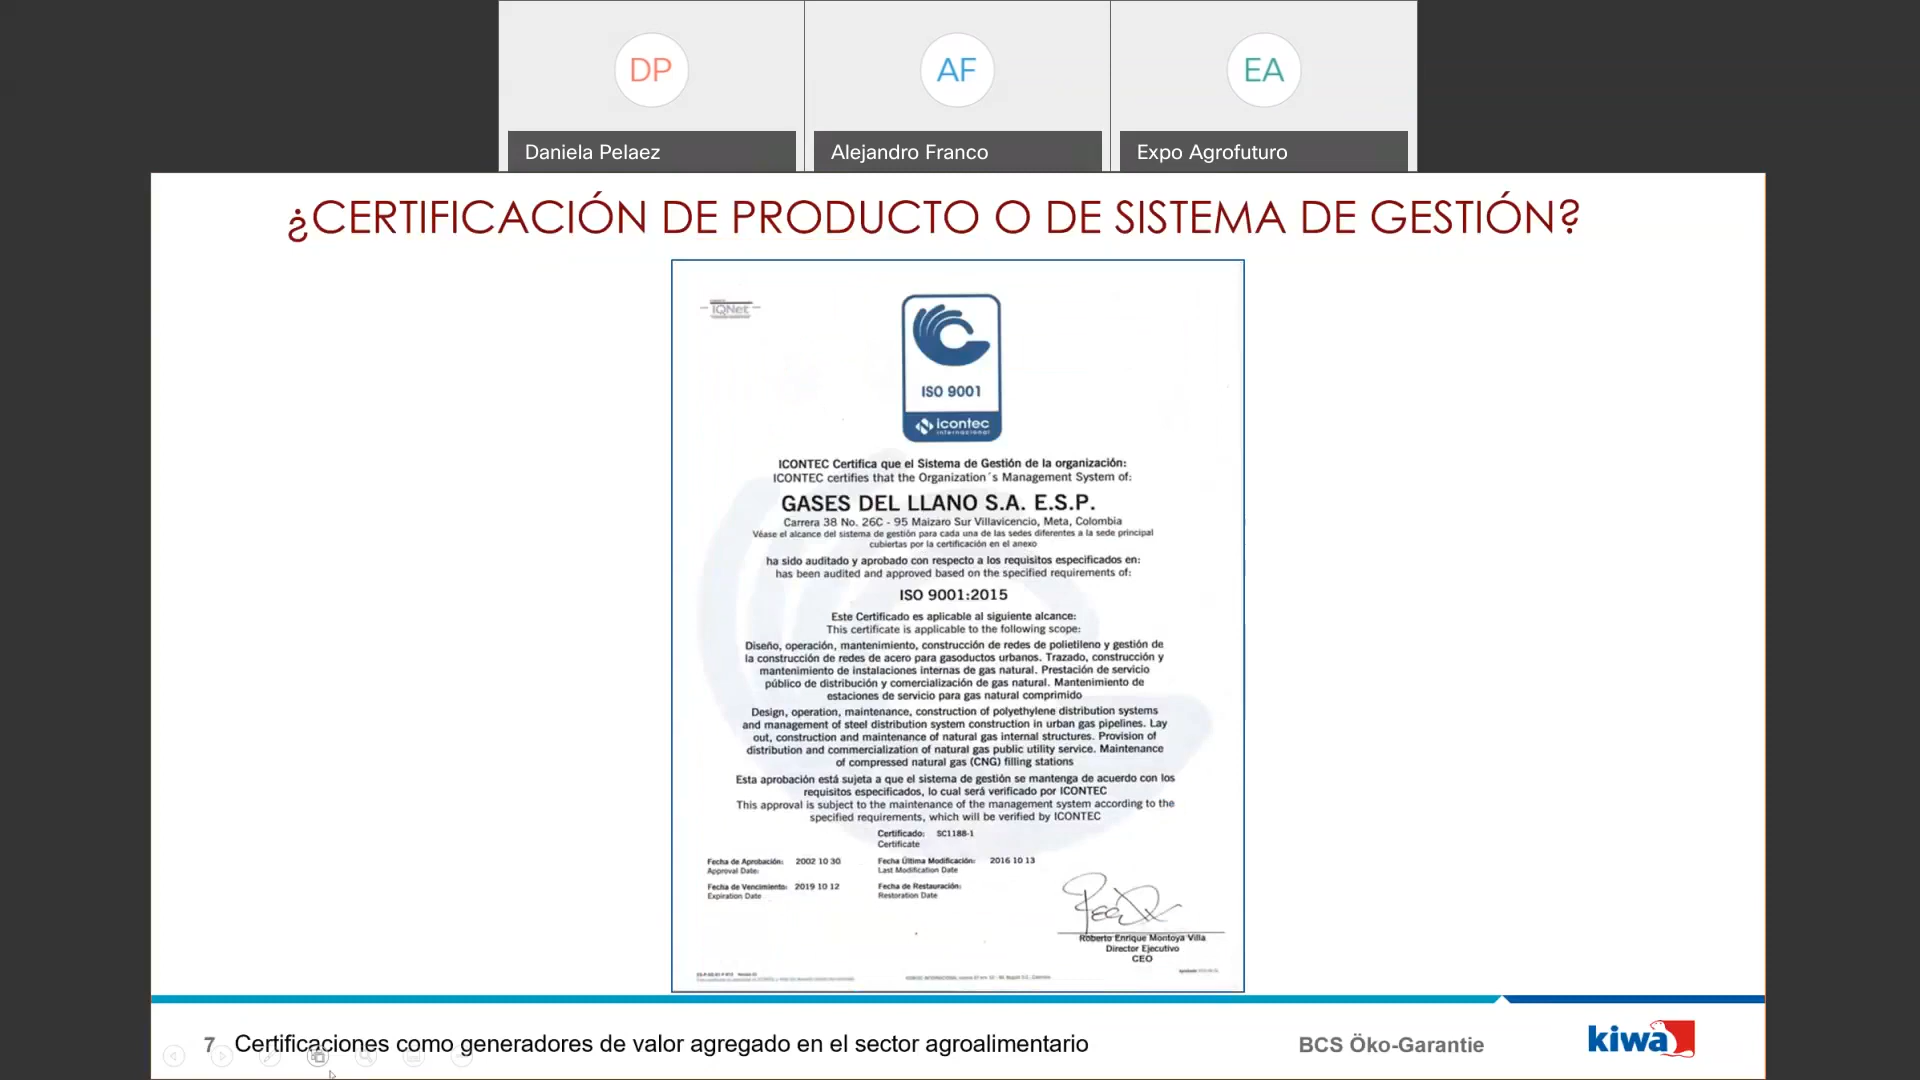 DP
AF
EA
Daniela Pelaez
Alejandro Franco
Expo Agrofuturo
¿CERTIFICACIÓN DE PRODUCTO O DE SISTEMA DE GESTIÓN?
IQNet
ISO 9001
icontec
internacional
ICONTEC Certifica que el Sistema de Gestión de la organización:
ICONTEC certifies that the Organization´s Management System of:
GASES DEL LLANO S.A. E.S.P.
Carrera 38 No. 26C - 95 Maizaro Sur Villavicencio, Meta, Colombia
Véase el alcance del sistema de gestión para cada una de las sedes diferentes a la sede principal
cubiertas por la certificación en el anexo
ha sido auditado y aprobado con respecto a los requisitos especificados en:
has been audited and approved based on the specified requirements of:
ISO 9001:2015
Este Certificado es aplicable al siguiente alcance:
This certificate is applicable to the following scope:
Diseño, operación, mantenimiento, construcción de redes de polietileno y gestión de
la construcción de redes de acero para gasoductos urbanos. Trazado, construcción y
mantenimiento de instalaciones internas de gas natural. Prestación de servicio
público de distribución y comercialización de gas natural. Mantenimiento de
estaciones de servicio para gas natural comprimido
Design, operation, maintenance, construction of polyethylene distribution systems
and management of steel distribution system construction in urban gas pipelines. Lay
out, construction and maintenance of natural gas internal structures. Provision of
distribution and commercialization of natural gas public utility service. Maintenance
of compressed natural gas (CNG) filling stations
Esta aprobación está sujeta a que el sistema de gestión se mantenga de acuerdo con los
requisitos especificados, lo cual será verificado por ICONTEC
This approval is subject to the maintenance of the management system according to the
specified requirements, which will be verified by ICONTEC
Certificado: SC1188-1
Certificate
Fecha de Aprobación: 2002 10 30
Approval Date:
Fecha Última Modificación: 2016 10 13
Last Modification Date
Fecha de Vencimiento: 2019 10 12
Expiration Date
Fecha de Restauración:
Restoration Date
Roberto Enrique Montoya Villa
Director Ejecutivo
CEO
7 Certificaciones como generadores de valor agregado en el sector agroalimentario
BCS Öko-Garantie
kiwa